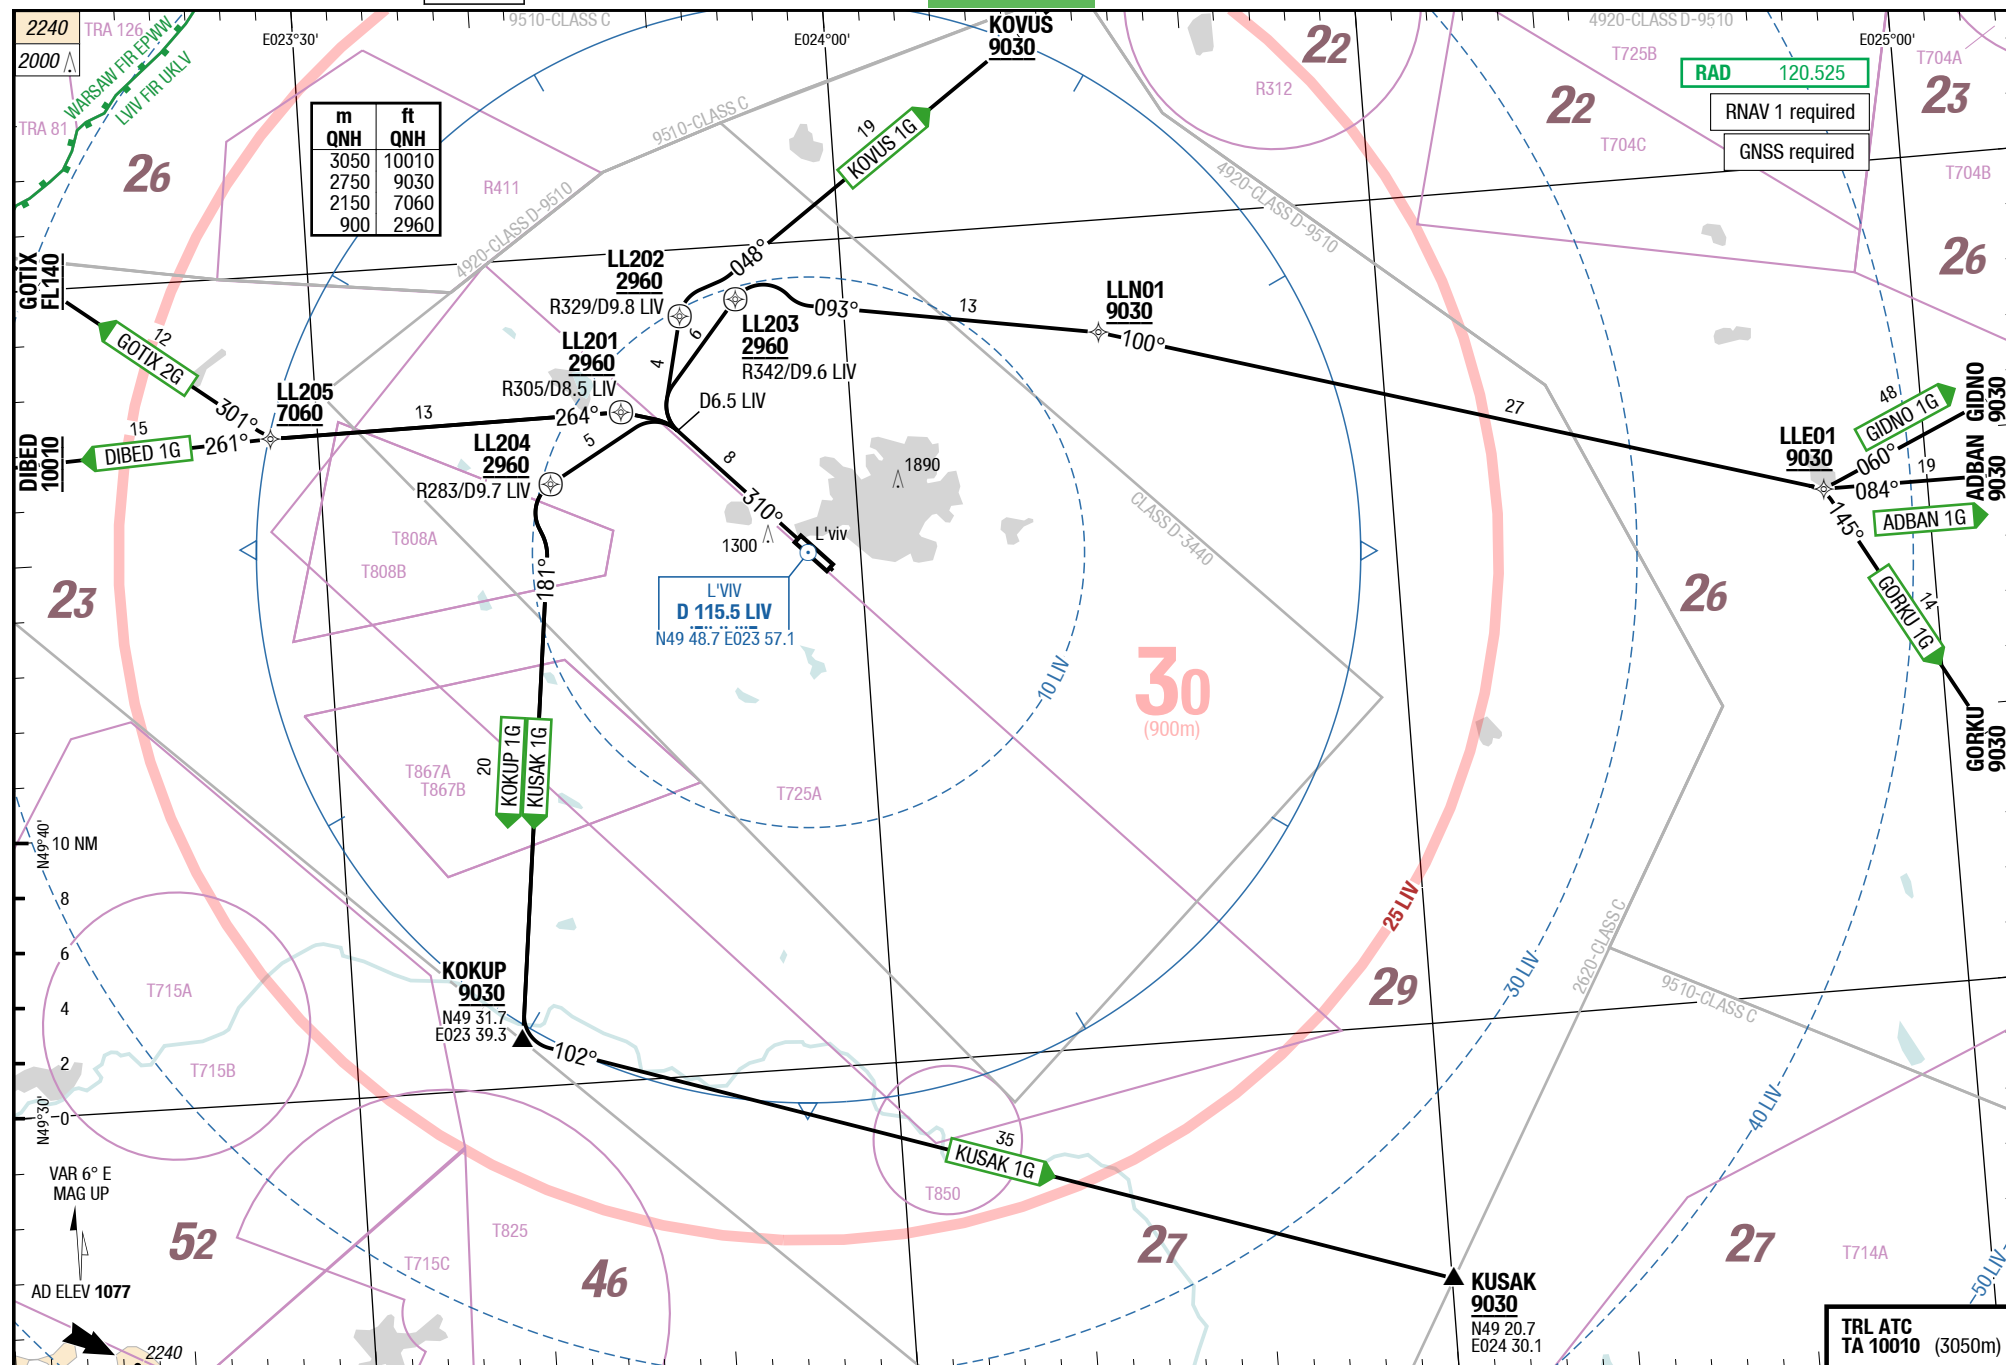 2240
2000
TRA 126
WARSAW FIR EPWW
LVIV FIR UKLV
TRA 81
26
E023°30'
9510-CLASS C
E024°00'
KOVUS
9030
22
4920-CLASS D-9510
E025°00'
T725B
T704A
RAD 120.525
23
RNAV 1 required
GNSS required
22
T704C
T704B
26
R312
m ft
QNH QNH
3050 10010
2750 9030
2150 7060
900 2960
R411
9510-CLASS C
4920-CLASS D-9510
4920-CLASS D-9510
19
KOVUS 1G
048°
GOTIX
FL140
12
GOTIX 2G
301°
LL202
2960
R329/D9.8 LIV
LL201
2960
R305/D8.5 LIV
LL203
2960
R342/D9.6 LIV
093°
13
LLN01
9030
100°
27
4
6
D6.5 LIV
LL205
7060
13
264°
DIBED
10010
15
DIBED 1G
261°
LL204
2960
R283/D9.7 LIV
5
8
310°
1890
1300
L'viv
L'VIV
D 115.5 LIV
N49 48.7 E023 57.1
CLASS D-3440
48
GIDNO 1G
GIDNO
9030
LLE01
9030
060°
19
084°
ADBAN
9030
ADBAN 1G
145°
GORKU 1G
14
GORKU
9030
T808A
T808B
181°
23
26
30
(900m)
10 LIV
T867A
T867B
20
KOKUP 1G
KUSAK 1G
T725A
N49°40'
10 NM
8
6
4
2
0
N49°30'
25 LIV
30 LIV
2620-CLASS C
9510-CLASS C
29
KOKUP
9030
N49 31.7
E023 39.3
102°
T715A
T715B
40 LIV
35
KUSAK 1G
T850
VAR 6° E
MAG UP
AD ELEV 1077
52
T825
T715C
46
27
27
T714A
50 LIV
KUSAK
9030
N49 20.7
E024 30.1
2240
TRL ATC
TA 10010 (3050m)